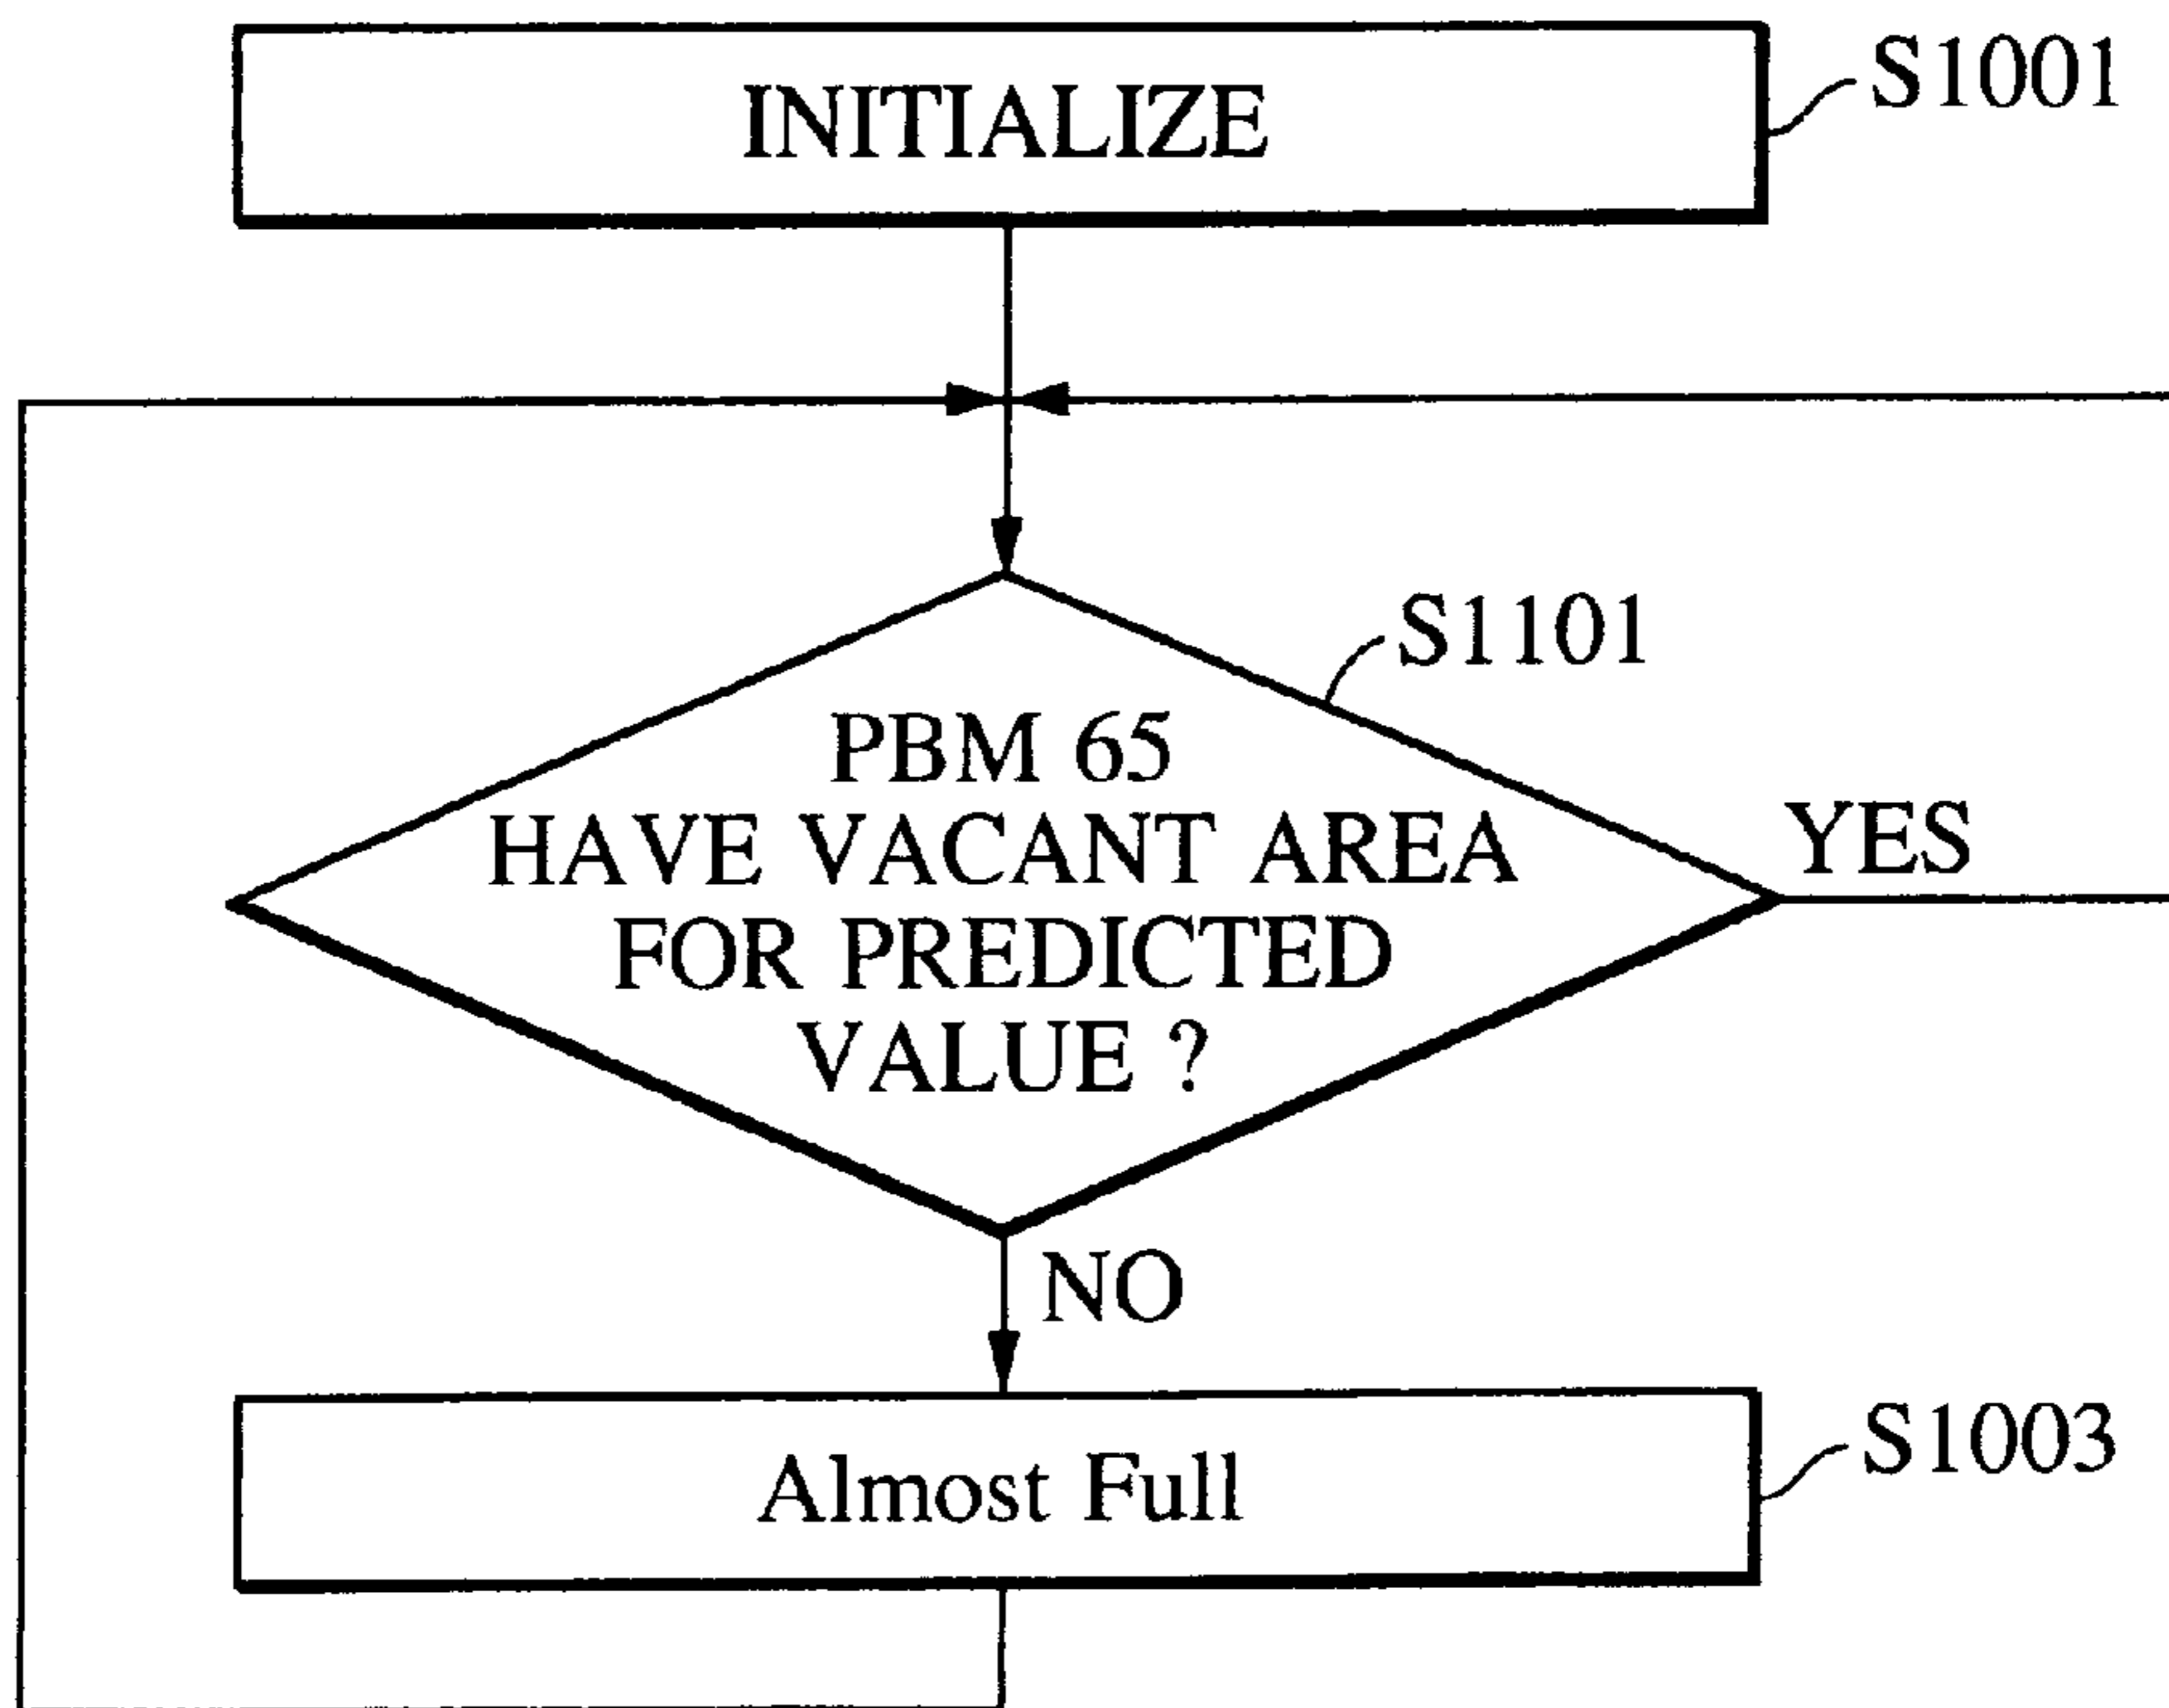 INITIALIZE
S1001
S1101
PBM 65
HAVE VACANT AREA
FOR PREDICTED
VALUE ?
YES
NO
Almost Full
S1003